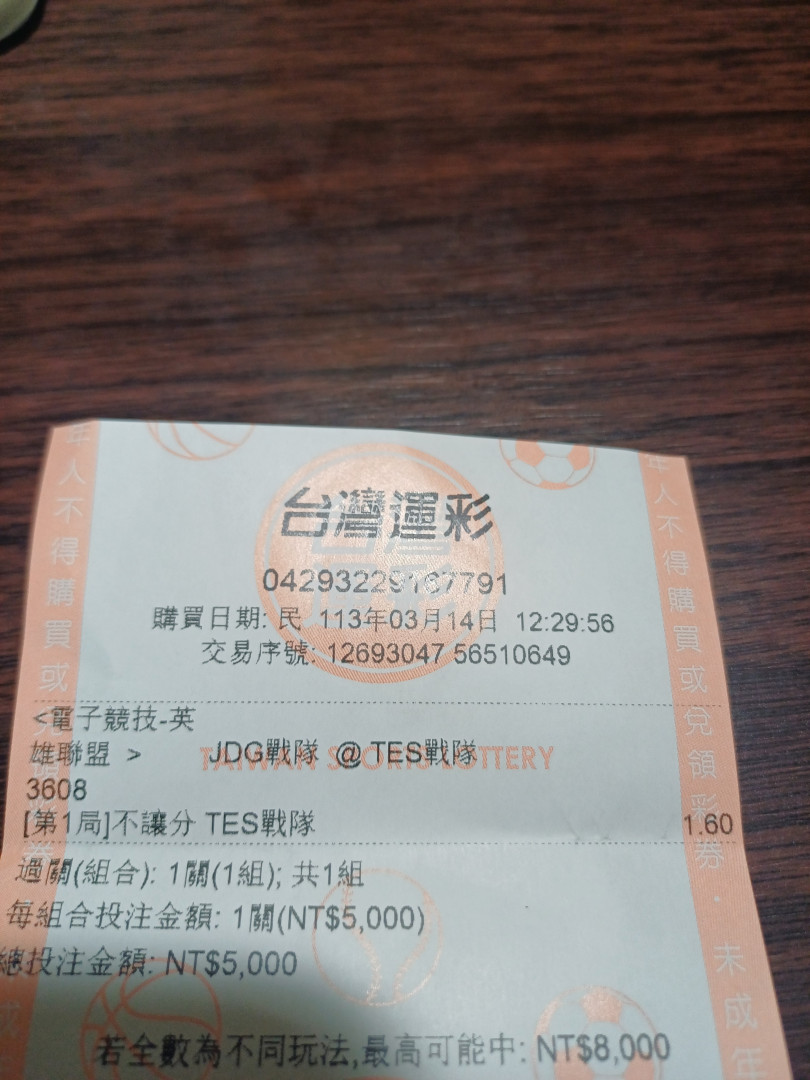 台灣運彩
04293229167791
購買日期: 民 113年03月14日 12:29:56
交易序號: 12693047 56510649
<電子競技-英
雄聯盟 > JDG戰隊 @ TES戰隊
TAIWAN SPORTS LOTTERY
3608
[第1局]不讓分 TES戰隊 1.60
過關(組合): 1關(1組); 共1組
每組合投注金額: 1關(NT$5,000)
總投注金額: NT$5,000
若全數為不同玩法,最高可能中: NT$8,000
年人不得購買或
年人不得購買或兌領彩券・未成年